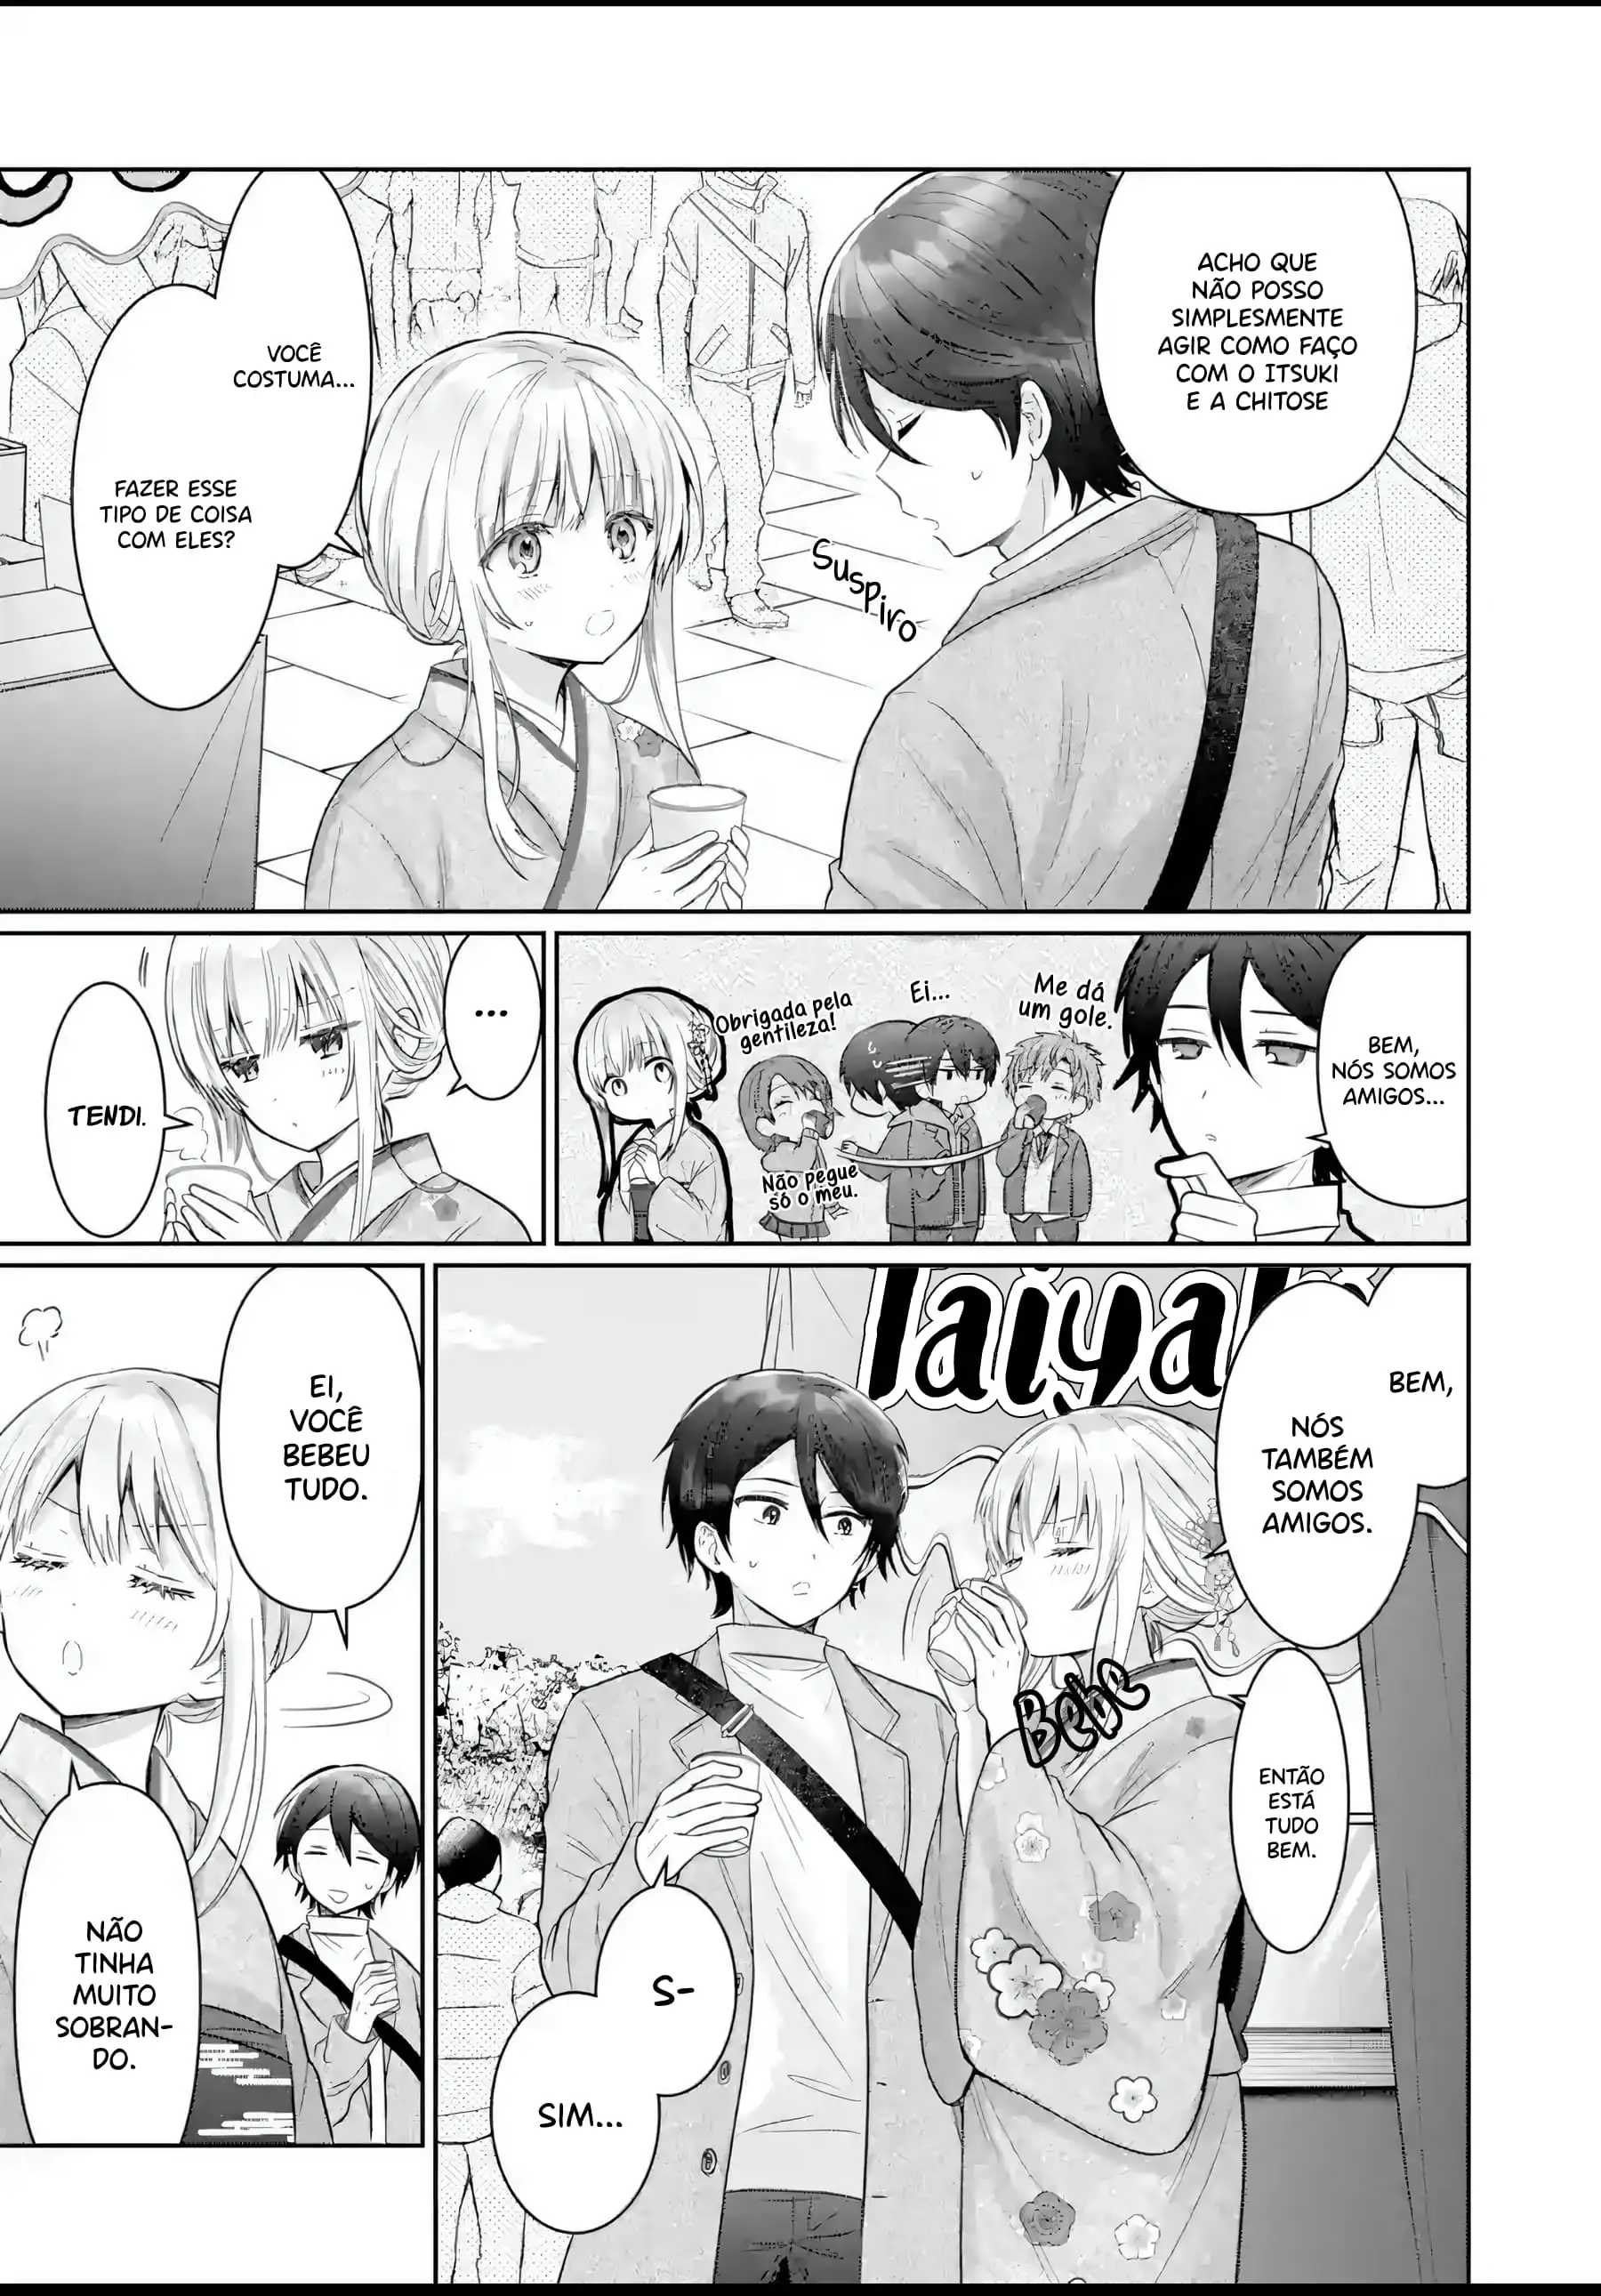 ACHO QUE
NÃO POSSO
SIMPLESMENTE
AGIR COMO FAÇO
COM O ITSUKI
E A CHITOSE
Suspiro
VOCÊ
COSTUMA...
FAZER ESSE
TIPO DE COISA
COM ELES?
BEM,
NÓS SOMOS
AMIGOS...
Me dá
um gole.
Ei...
Obrigada pela
gentileza!
Não pegue
só o meu.
...
TENDI.
BEM,
NÓS
TAMBÉM
SOMOS
AMIGOS.
Taiya
Bebe
ENTÃO
ESTÁ
TUDO
BEM.
S-
SIM...
EI,
VOCÊ
BEBEU
TUDO.
NÃO
TINHA
MUITO
SOBRAN-
DO.